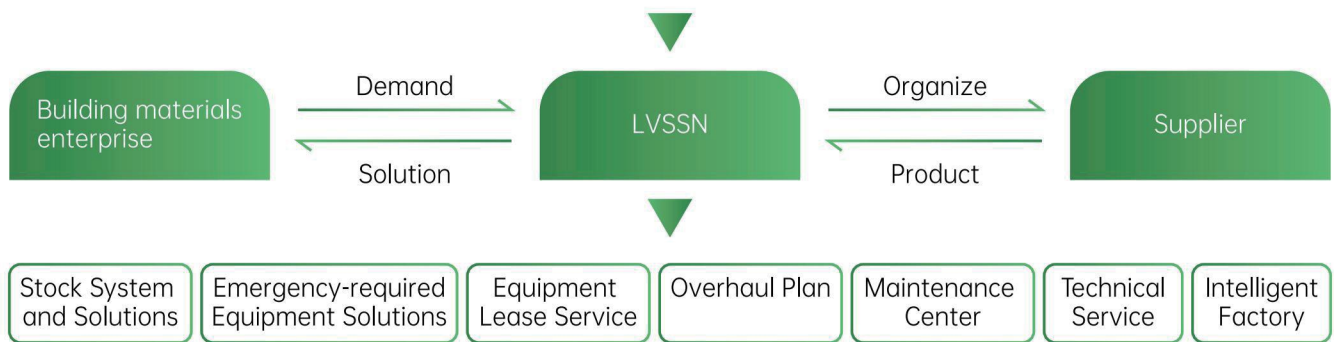 Building materials
enterprise
Demand
Solution
LVSSN
Organize
Product
Supplier
Stock System
and Solutions
Emergency-required
Equipment Solutions
Equipment
Lease Service
Overhaul Plan
Maintenance
Center
Technical
Service
Intelligent
Factory